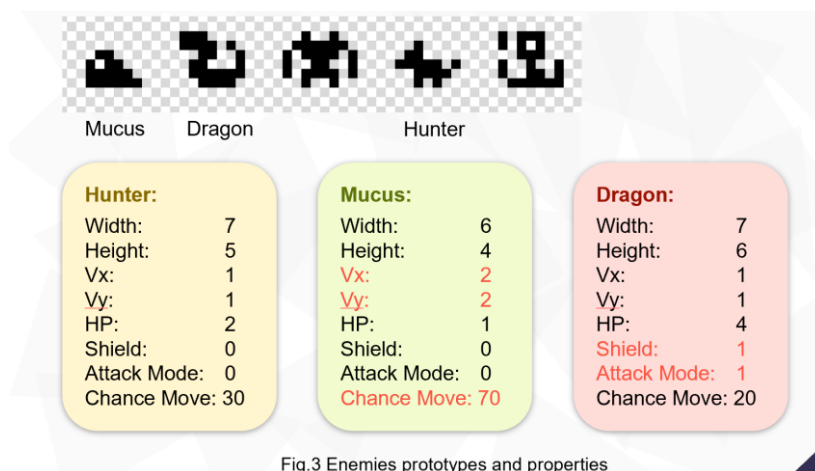 Mucus Dragon Hunter
Hunter:
Width: 7
Height: 5
Vx: 1
Vy: 1
HP: 2
Shield: 0
Attack Mode: 0
Chance Move: 30
Mucus:
Width: 6
Height: 4
Vx: 2
Vy: 2
HP: 1
Shield: 0
Attack Mode: 0
Chance Move: 70
Dragon:
Width: 7
Height: 6
Vx: 1
Vy: 1
HP: 4
Shield: 1
Attack Mode: 1
Chance Move: 20
Fig.3 Enemies prototypes and properties